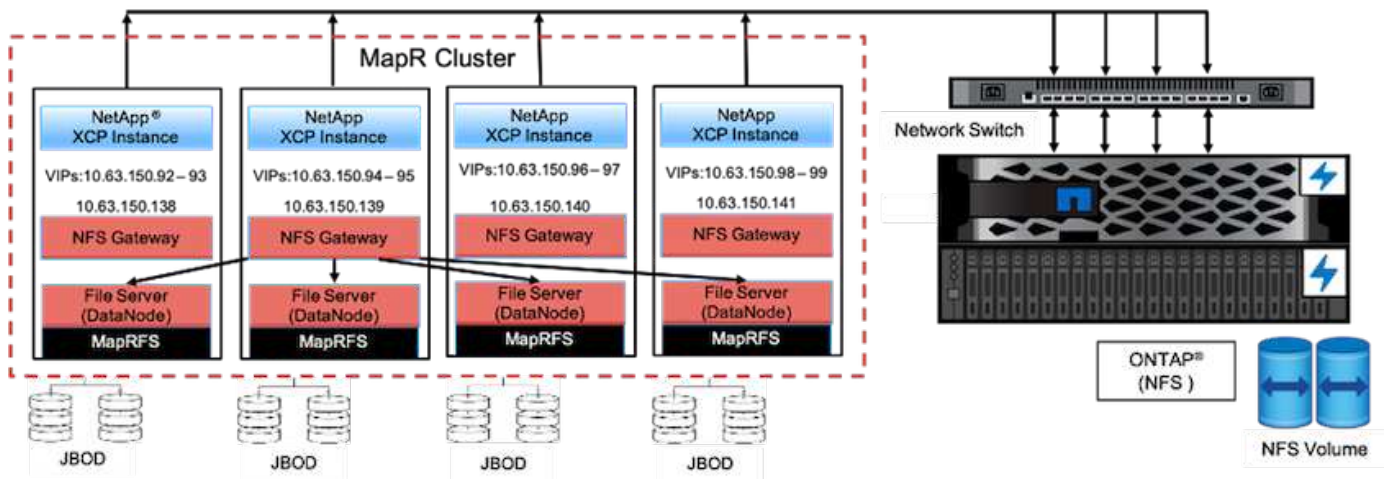 MapR Cluster
NetApp®
XCP Instance
VIPs:10.63.150.92–93
10.63.150.138
NFS Gateway
File Server
(DataNode)
MapRFS
JBOD
NetApp
XCP Instance
VIPs:10.63.150.94–95
10.63.150.139
NFS Gateway
File Server
(DataNode)
MapRFS
JBOD
NetApp
XCP Instance
VIPs:10.63.150.96–97
10.63.150.140
NFS Gateway
File Server
(DataNode)
MapRFS
JBOD
NetApp
XCP Instance
VIPs:10.63.150.98–99
10.63.150.141
NFS Gateway
File Server
(DataNode)
MapRFS
JBOD
Network Switch
ONTAP®
(NFS )
NFS Volume